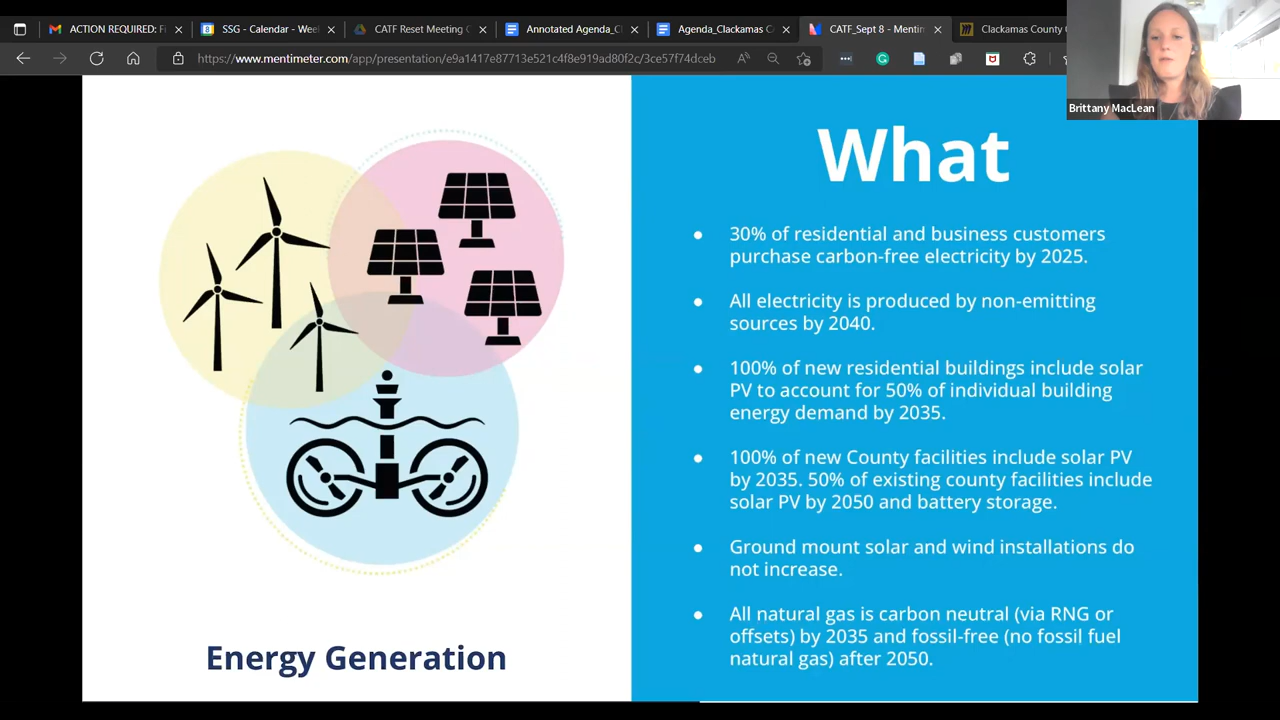 ACTION REQUIRED: Fi
SSG - Calendar - Week
CATF Reset Meeting C
Annotated Agenda_Cl
Agenda_Clackamas Co
CATF_Sept 8 - Mentim
Clackamas County C
https://www.mentimeter.com/app/presentation/e9a1417e87713e521c4f8e919ad80f2c/3ce57f74dceb
Brittany MacLean
What
• 30% of residential and business customers
purchase carbon-free electricity by 2025.
• All electricity is produced by non-emitting
sources by 2040.
• 100% of new residential buildings include solar
PV to account for 50% of individual building
energy demand by 2035.
• 100% of new County facilities include solar PV
by 2035. 50% of existing county facilities include
solar PV by 2050 and battery storage.
• Ground mount solar and wind installations do
not increase.
• All natural gas is carbon neutral (via RNG or
offsets) by 2035 and fossil-free (no fossil fuel
natural gas) after 2050.
Energy Generation